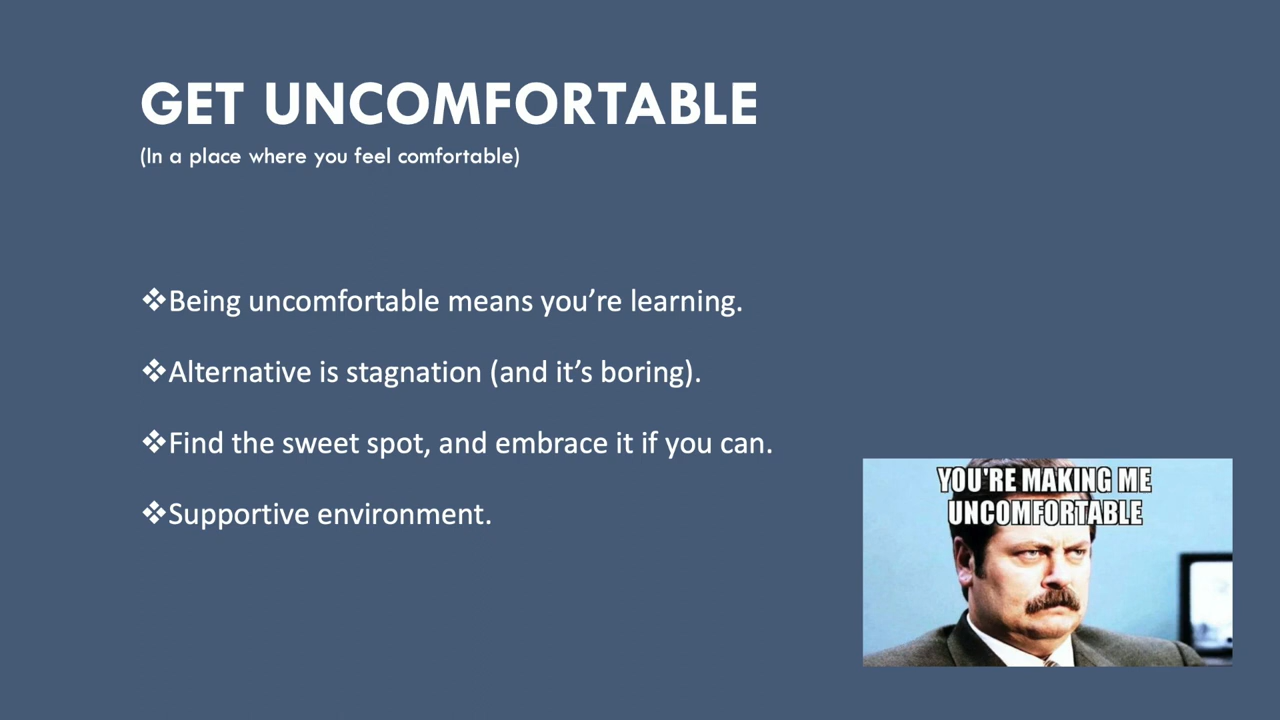 GET UNCOMFORTABLE
(In a place where you feel comfortable)
❖Being uncomfortable means you’re learning.
❖Alternative is stagnation (and it’s boring).
❖Find the sweet spot, and embrace it if you can.
❖Supportive environment.
YOU'RE MAKING ME
UNCOMFORTABLE